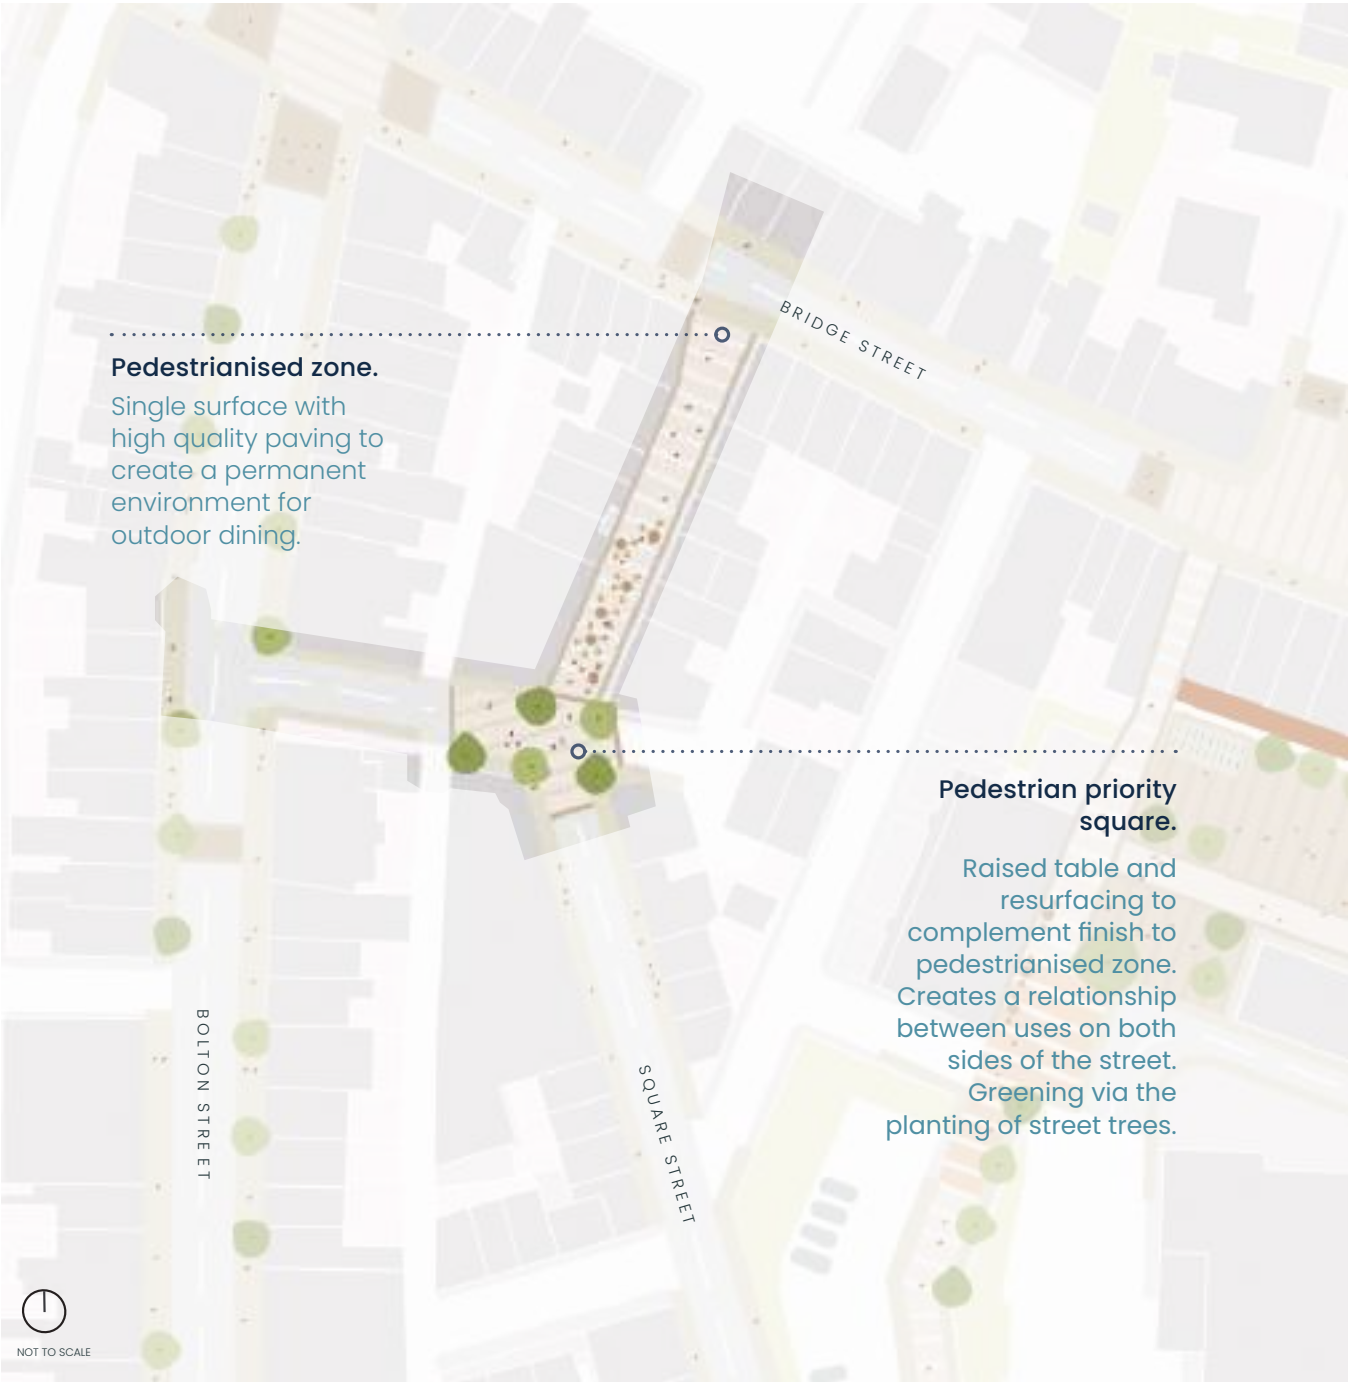 BRIDGE STREET
Pedestrianised zone.
Single surface with
high quality paving to
create a permanent
environment for
outdoor dining.
Pedestrian priority
square.
Raised table and
resurfacing to
complement finish to
pedestrianised zone.
Creates a relationship
between uses on both
sides of the street.
Greening via the
planting of street trees.
BOLTON STREET
SQUARE STREET
NOT TO SCALE